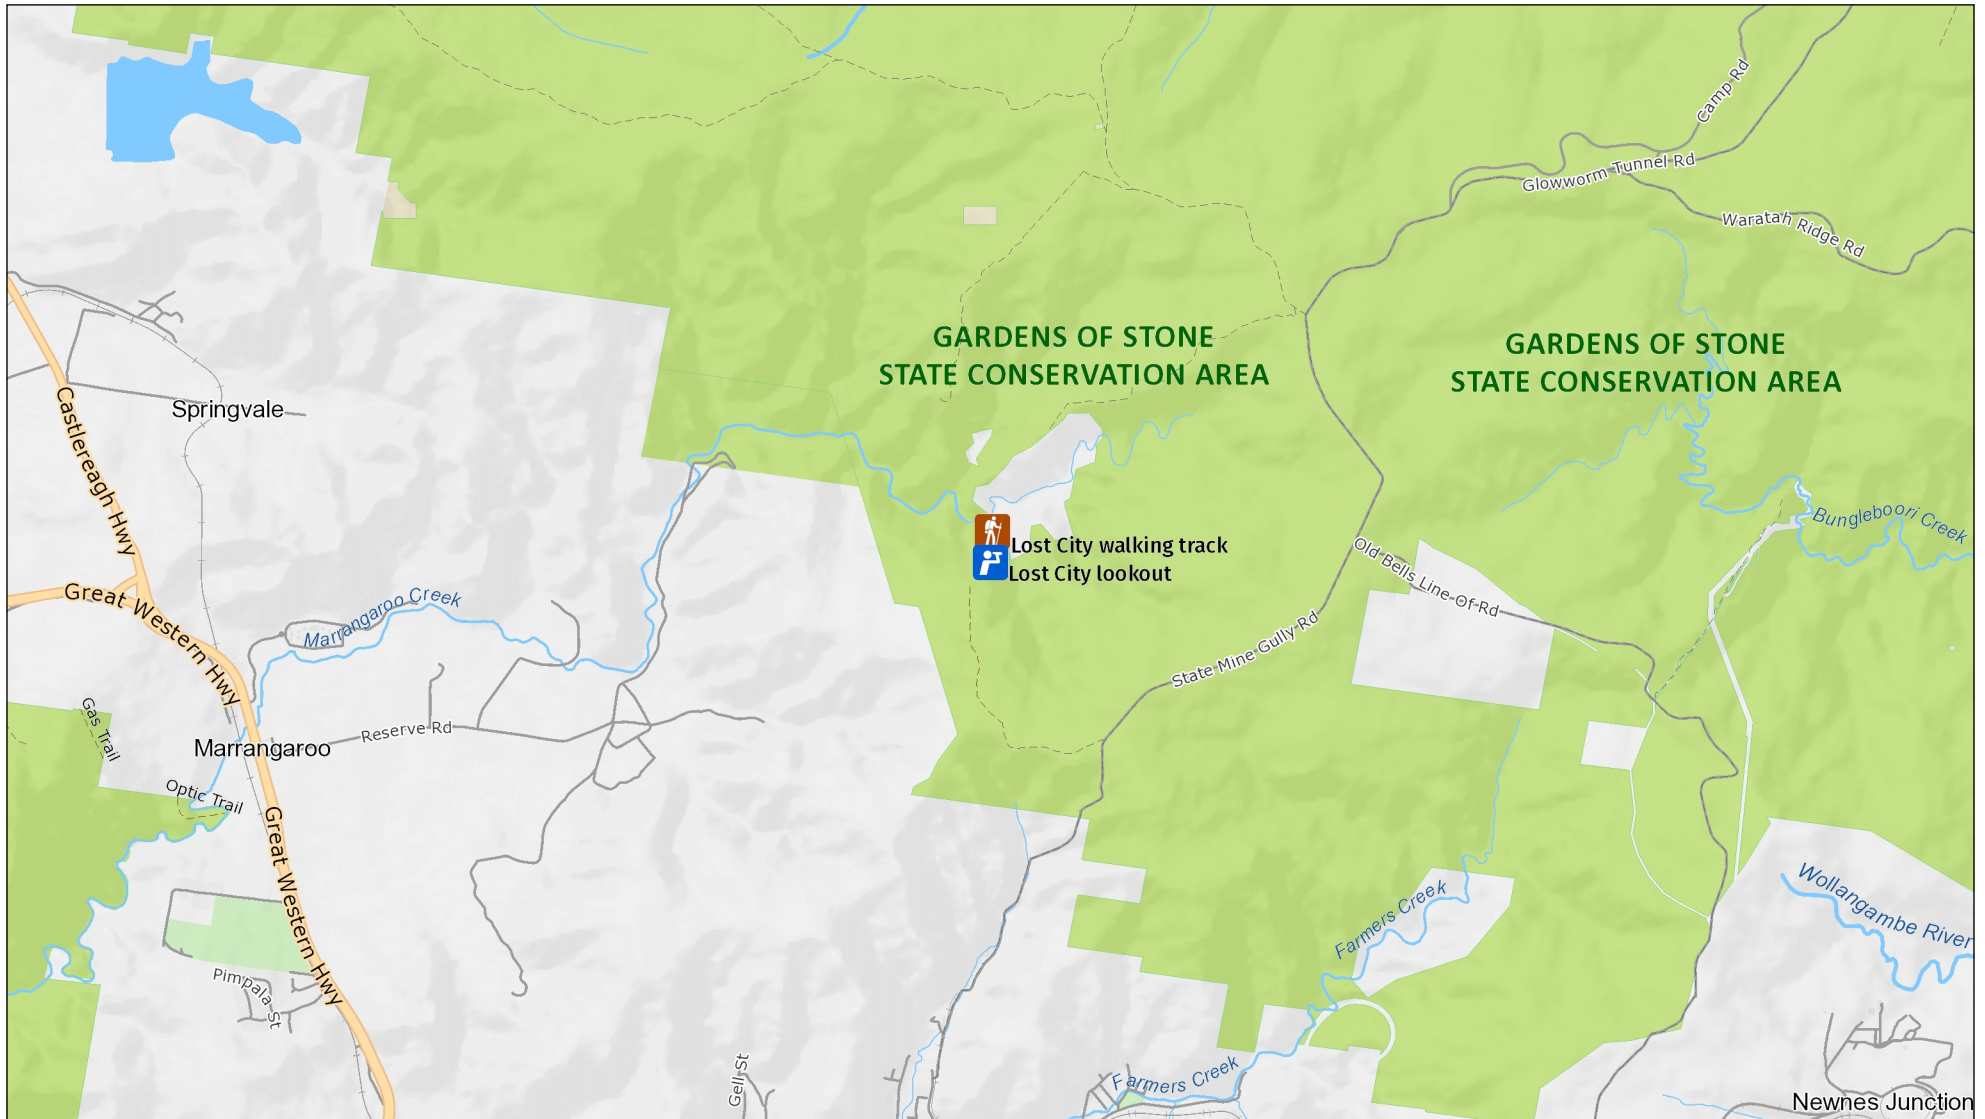 Camp Rd
Glowworm Tunnel Rd
Waratah Ridge Rd
GARDENS OF STONE
STATE CONSERVATION AREA
GARDENS OF STONE
STATE CONSERVATION AREA
Springvale
Castlereagh Hwy
Bungleboori Creek
Lost City walking track
Lost City lookout
Old Bells Line Of Rd
Great Western Hwy
Marrangaroo Creek
State Mine Gully Rd
Gas Trail
Reserve Rd
Marrangaroo
Optic Trail
Great Western Hwy
Farmers Creek
Wollangambe River
Pimpala St
Gell St
Farmers Creek
Newnes Junction